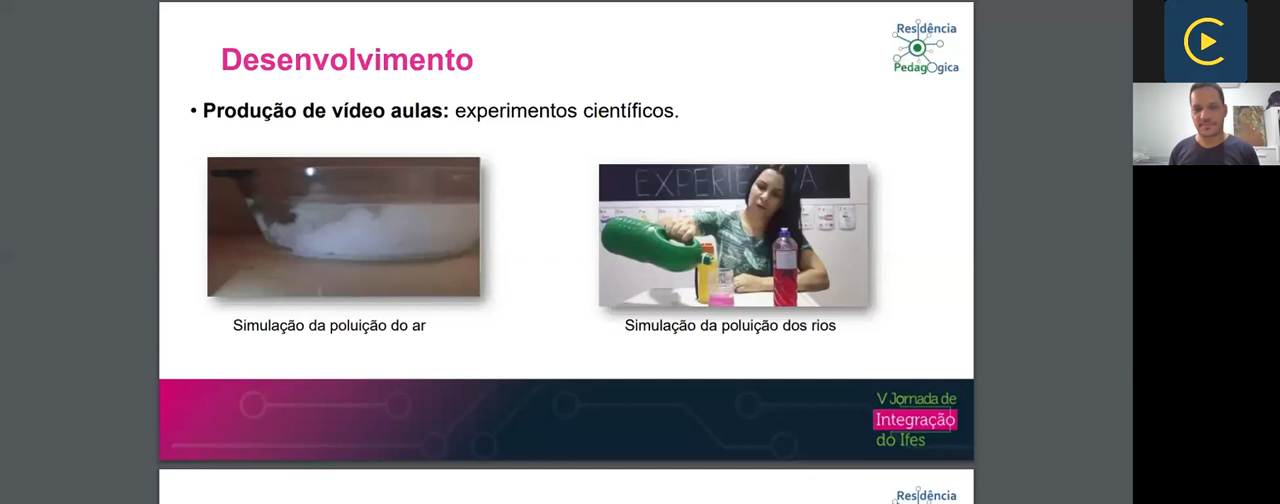 Residência
Pedagógica
Desenvolvimento
• Produção de vídeo aulas: experimentos científicos.
EXPERIÊNCIA
Simulação da poluição do ar
Simulação da poluição dos rios
V Jornada de
Integração
do Ifes
Residência